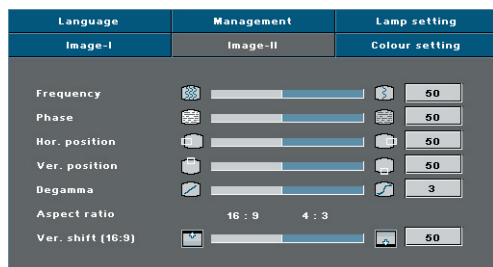 Language Management Lamp setting
Image-I Image-II Colour setting
Frequency 50
Phase 50
Hor. position 50
Ver. position 50
Degamma 3
Aspect ratio 16 : 9 4 : 3
Ver. shift (16:9) 50